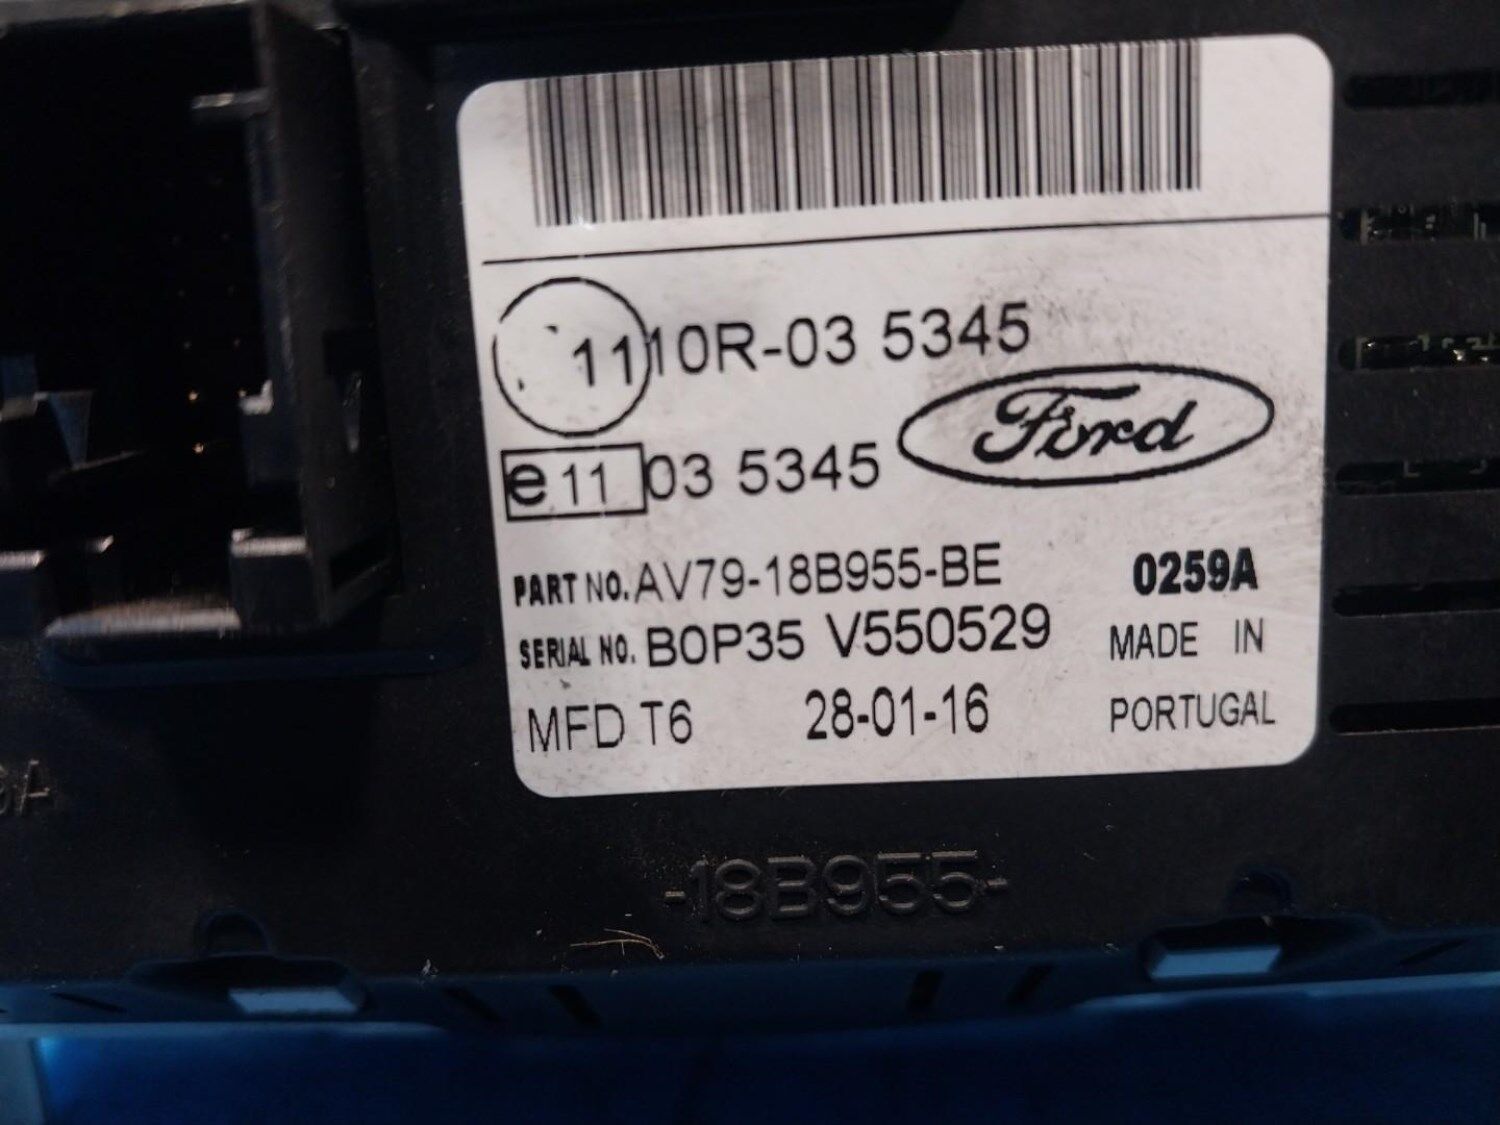 11 10R-03 5345
Ford
e11 03 5345
PART NO. AV79-18B955-BE 0259A
SERIAL NO. BOP35 V550529 MADE IN
MFD T6 28-01-16 PORTUGAL
-18B955-